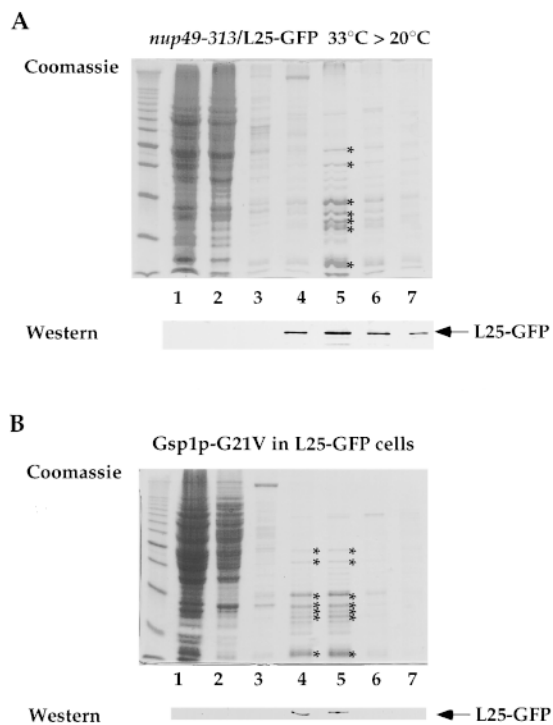 A
nup49-313/L25-GFP 33°C > 20°C
Coomassie
*
*
*
*
*
*
*
1 2 3 4 5 6 7
Western L25-GFP
B
Gsp1p-G21V in L25-GFP cells
Coomassie
* *
* *
* *
* *
* *
* *
* *
1 2 3 4 5 6 7
Western L25-GFP